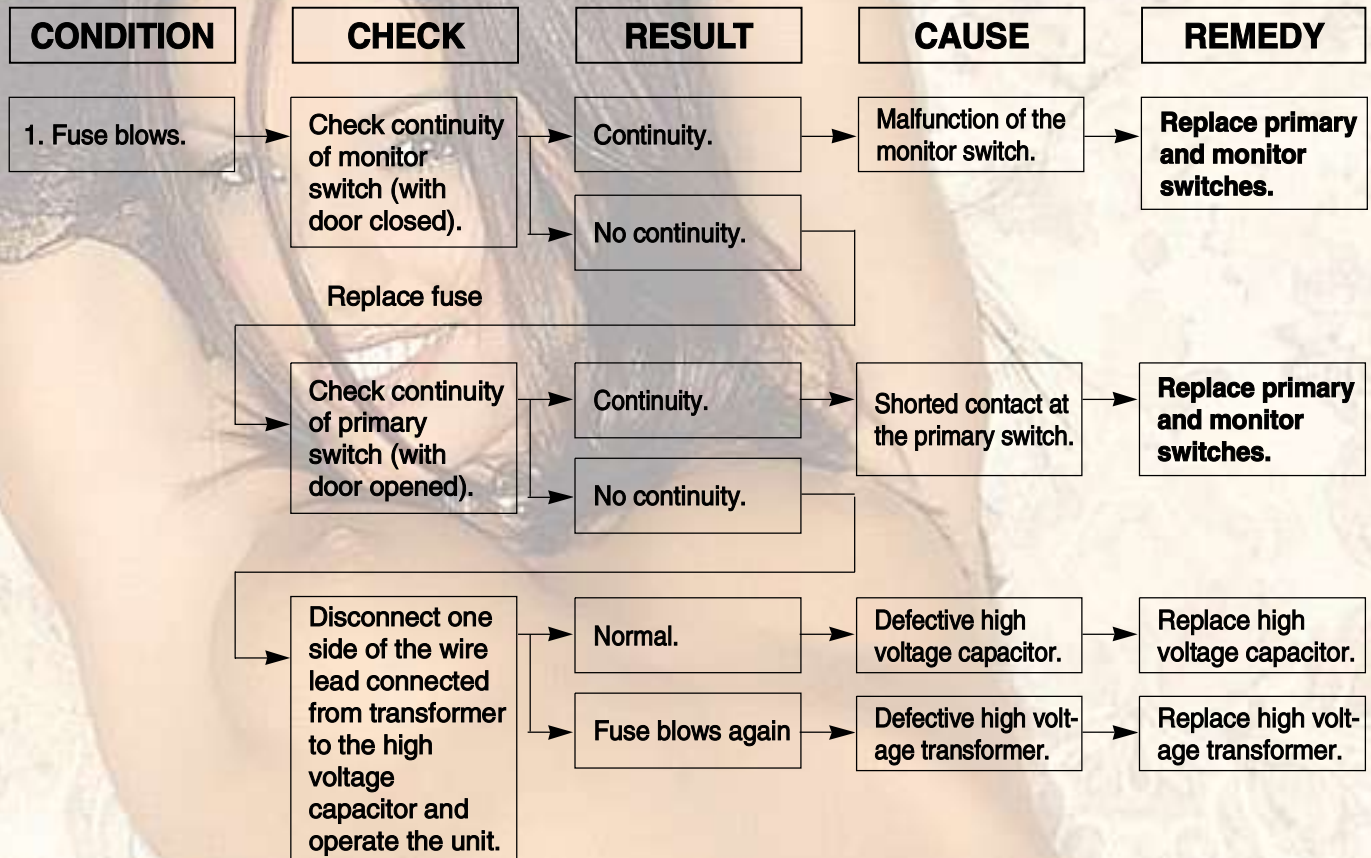 CONDITION
CHECK
RESULT
CAUSE
REMEDY
1. Fuse blows.
Check continuity
of monitor
switch (with
door closed).
Continuity.
Malfunction of the
monitor switch.
Replace primary
and monitor
switches.
No continuity.
Replace fuse
Check continuity
of primary
switch (with
door opened).
Continuity.
Shorted contact at
the primary switch.
Replace primary
and monitor
switches.
No continuity.
Disconnect one
side of the wire
lead connected
from transformer
to the high
voltage
capacitor and
operate the unit.
Normal.
Defective high
voltage capacitor.
Replace high
voltage capacitor.
Fuse blows again
Defective high volt-
age transformer.
Replace high volt-
age transformer.